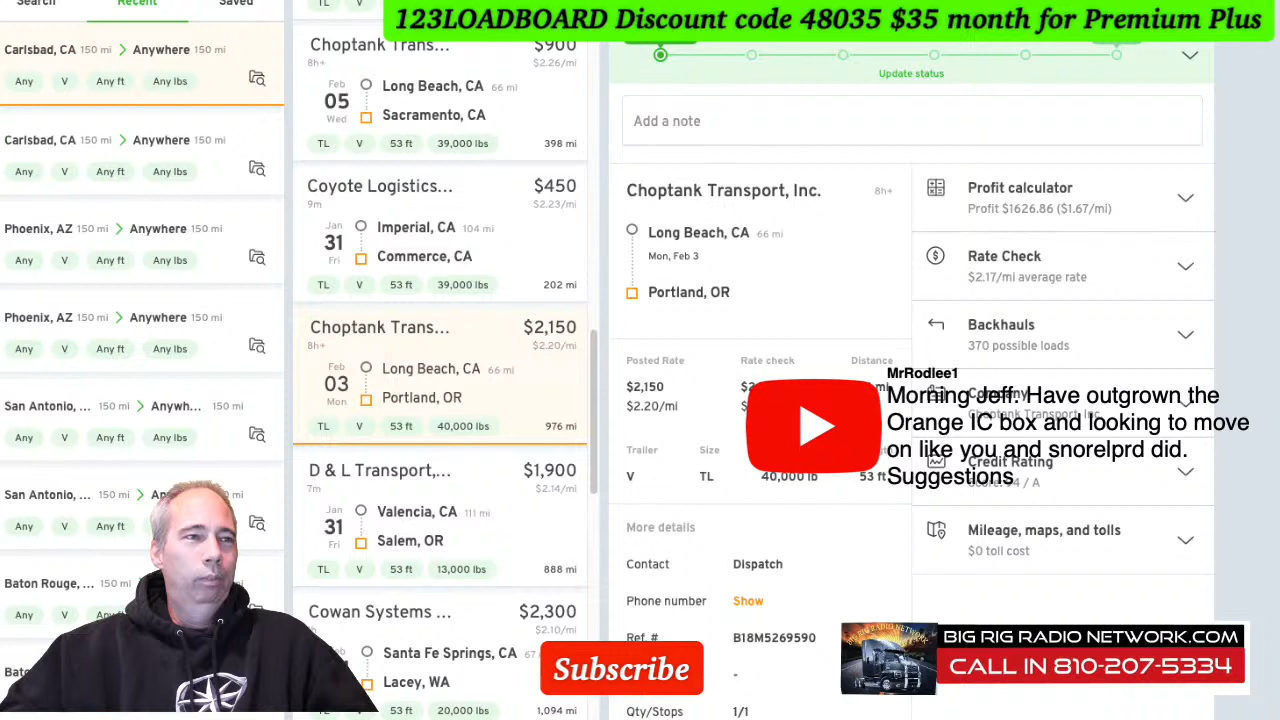 Search
Recent
Saved
123LOADBOARD Discount code 48035 $35 month for Premium Plus
Carlsbad, CA 150 mi > Anywhere 150 mi
Any V Any ft Any lbs
Carlsbad, CA 150 mi > Anywhere 150 mi
Any V Any ft Any lbs
Phoenix, AZ 150 mi > Anywhere 150 mi
Any V Any ft Any lbs
Phoenix, AZ 150 mi > Anywhere 150 mi
Any V Any ft Any lbs
San Antonio, ... 150 mi > Anywh... 150 mi
Any V Any ft Any lbs
San Antonio, ... 150 mi
Any
Baton Rouge, ... 150 mi
Any
Baton
Any
TL V 53 ft
Choptank Trans... $900
8h+ $2.26/mi
Feb
05
Wed
Long Beach, CA 66 mi
Sacramento, CA
TL V 53 ft 39,000 lbs 398 mi
Coyote Logistics... $450
9m $2.23/mi
Jan
31
Fri
Imperial, CA 104 mi
Commerce, CA
TL V 53 ft 39,000 lbs 202 mi
Choptank Trans... $2,150
8h+ $2.20/mi
Feb
03
Mon
Long Beach, CA 66 mi
Portland, OR
TL V 53 ft 40,000 lbs 976 mi
D & L Transport,... $1,900
7m $2.14/mi
Jan
31
Fri
Valencia, CA 111 mi
Salem, OR
TL V 53 ft 13,000 lbs 888 mi
Cowan Systems ... $2,300
$2.10/mi
Santa Fe Springs, CA
Lacey, WA
53 ft 20,000 lbs 1,094 mi
Update status
Add a note
Choptank Transport, Inc. 8h+
Long Beach, CA 66 mi
Mon, Feb 3
Portland, OR
Posted Rate Rate check Distance
$2,150
$2.20/mi
Trailer Size
V TL 40,000 lb 53 ft
More details
Contact Dispatch
Phone number Show
Ref. # B18M5269590
-
Qty/Stops 1/1
Profit calculator
Profit $1626.86 ($1.67/mi)
Rate Check
$2.17/mi average rate
Backhauls
370 possible loads
Company
Choptank Transport, Inc.
Credit Rating
Mileage, maps, and tolls
$0 toll cost
MrRodlee1
Morning Jeff. Have outgrown the
Orange IC box and looking to move
on like you and snorelprd did.
Suggestions
Subscribe
BIG RIG RADIO NETWORK.COM
CALL IN 810-207-5334